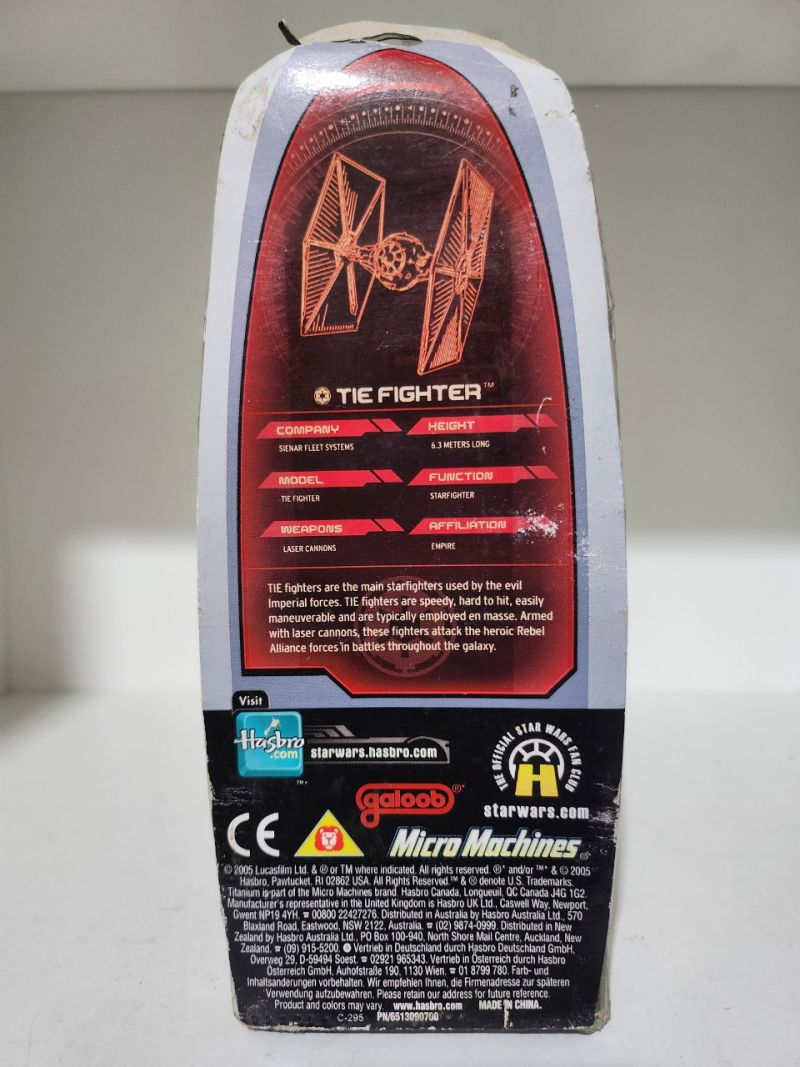 TIE FIGHTER™
COMPANY
SIENAR FLEET SYSTEMS
HEIGHT
6.3 METERS LONG
MODEL
TIE FIGHTER
FUNCTION
STARFIGHTER
WEAPONS
LASER CANNONS
AFFILIATION
EMPIRE
TIE fighters are the main starfighters used by the evil
Imperial forces. TIE fighters are speedy, hard to hit, easily
maneuverable and are typically employed en masse. Armed
with laser cannons, these fighters attack the heroic Rebel
Alliance forces in battles throughout the galaxy.
Visit
Hasbro
.com
™
starwars.hasbro.com
THE OFFICIAL STAR WARS FAN CLUB
H
starwars.com
galoob®
CE
Micro Machines®
© 2005 Lucasfilm Ltd. & ® or TM where indicated. All rights reserved. ®* and/or ™* & © 2005
Hasbro, Pawtucket, RI 02862 USA. All Rights Reserved. ™ & ® denote U.S. Trademarks.
Titanium is part of the Micro Machines brand. Hasbro Canada, Longueuil, QC Canada J4G 1G2.
Manufacturer's representative in the United Kingdom is Hasbro UK Ltd., Caswell Way, Newport,
Gwent NP19 4YH. ☎ 00800 22427276. Distributed in Australia by Hasbro Australia Ltd., 570
Blaxland Road, Eastwood, NSW 2122, Australia. ☎ (02) 9874-0999. Distributed in New
Zealand by Hasbro Australia Ltd., PO Box 100-940, North Shore Mail Centre, Auckland, New
Zealand. ☎ (09) 915-5200. Vertrieb in Deutschland durch Hasbro Deutschland GmbH,
Overweg 29, D-59494 Soest. ☎ 02921 965343. Vertrieb in Österreich durch Hasbro
Österreich GmbH, Auhofstraße 190, 1130 Wien. ☎ 01 8799 780. Farb- und
Inhaltsänderungen vorbehalten. Wir empfehlen Ihnen, die Firmenadresse zur späteren
Verwendung aufzubewahren. Please retain our address for future reference.
Product and colors may vary. www.hasbro.com MADE IN CHINA.
C-295 PN/6513090700